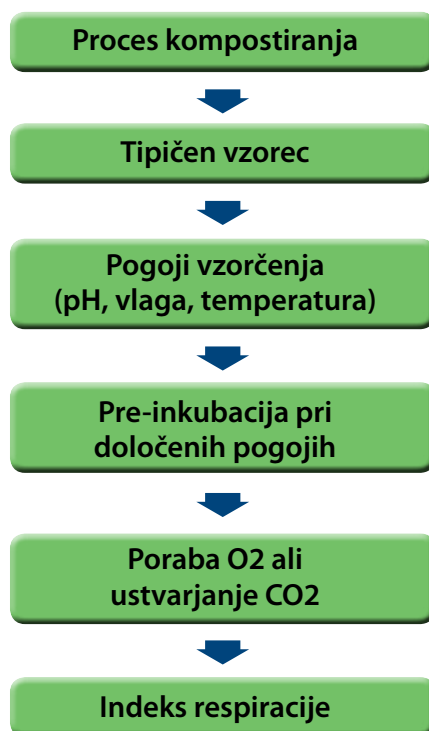 Proces kompostiranja
Tipičen vzorec
Pogoji vzorčenja
(pH, vlaga, temperatura)
Pre-inkubacija pri
določenih pogojih
Poraba O2 ali
ustvarjanje CO2
Indeks respiracije